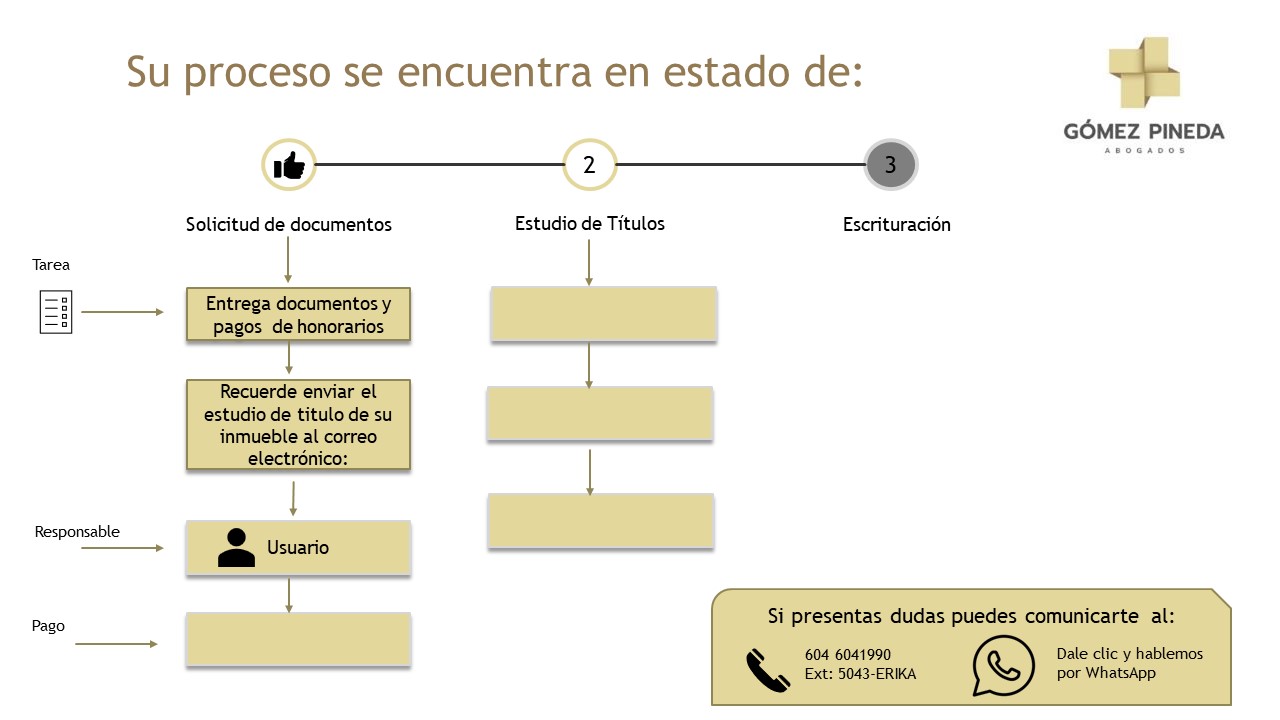 Su proceso se encuentra en estado de:
GÓMEZ PINEDA
ABOGADOS
2
3
Solicitud de documentos
Estudio de Títulos
Escrituración
Tarea
Entrega documentos y
pagos de honorarios
Recuerde enviar el
estudio de titulo de su
inmueble al correo
electrónico:
Responsable
Usuario
Pago
Si presentas dudas puedes comunicarte al:
604 6041990
Ext: 5043-ERIKA
Dale clic y hablemos
por WhatsApp